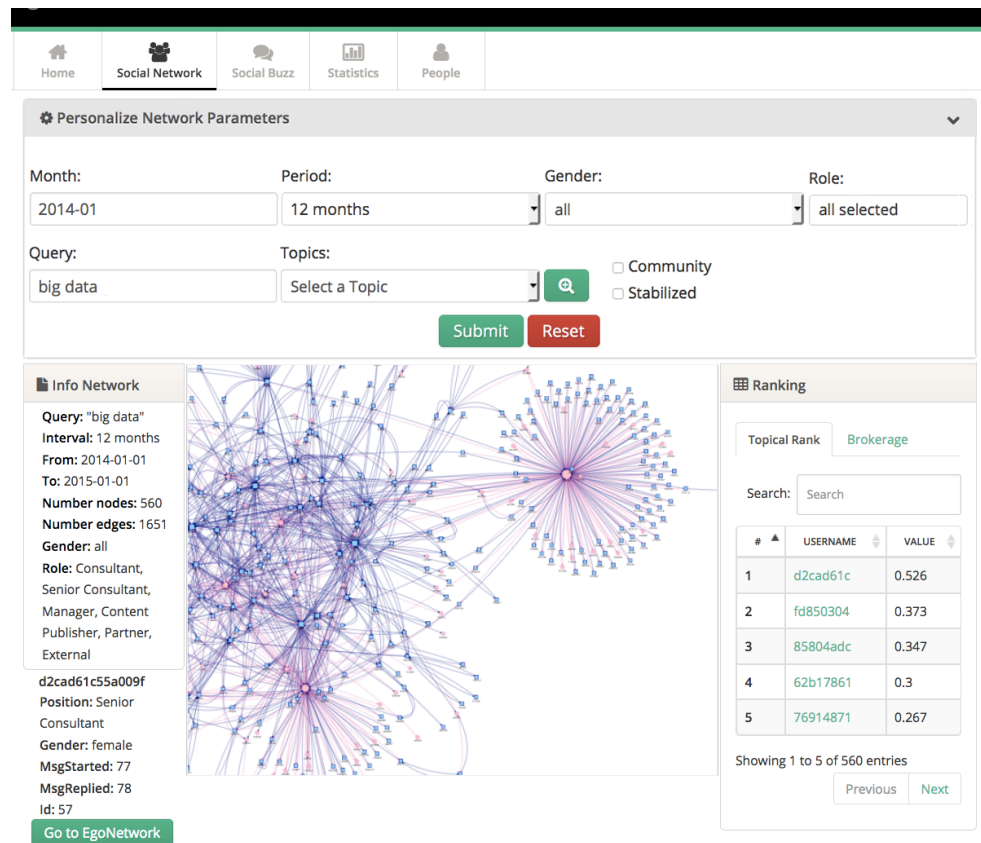 Home
Social Network
Social Buzz
Statistics
People
Personalize Network Parameters
Month:
Period:
Gender:
Role:
2014-01
12 months
all
all selected
Query:
Topics:
big data
Select a Topic
Community
Stabilized
Submit
Reset
Info Network
Query: "big data"
Interval: 12 months
From: 2014-01-01
To: 2015-01-01
Number nodes: 560
Number edges: 1651
Gender: all
Role: Consultant,
Senior Consultant,
Manager, Content
Publisher, Partner,
External
d2cad61c55a009f
Position: Senior
Consultant
Gender: female
MsgStarted: 77
MsgReplied: 78
Id: 57
Go to EgoNetwork
Ranking
Topical Rank
Brokerage
Search:
Search
# USERNAME VALUE
1 d2cad61c 0.526
2 fd850304 0.373
3 85804adc 0.347
4 62b17861 0.3
5 76914871 0.267
Showing 1 to 5 of 560 entries
Previous
Next